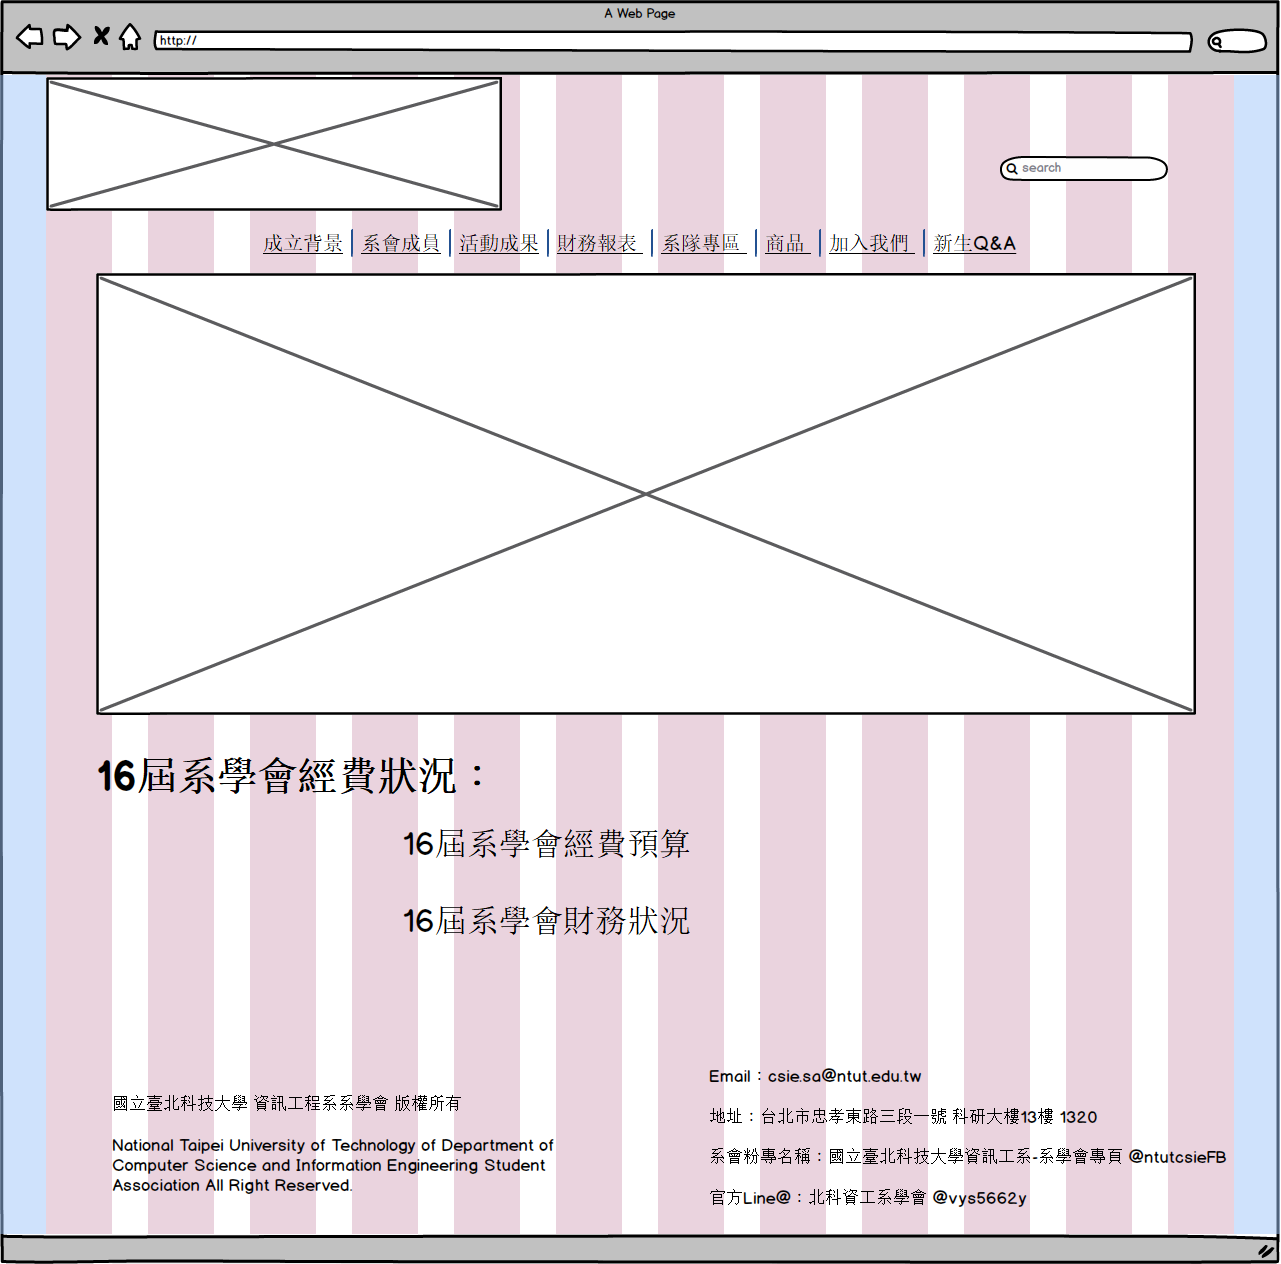 A Web Page
http://
search
成立背景 系會成員 活動成果 財務報表 系隊專區 商品 加入我們 新生Q&A
16屆系學會經費狀況：
16屆系學會經費預算
16屆系學會財務狀況
國立臺北科技大學 資訊工程系系學會 版權所有
National Taipei University of Technology of Department of
Computer Science and Information Engineering Student
Association All Right Reserved.
Email：csie.sa@ntut.edu.tw
地址：台北市忠孝東路三段一號 科研大樓13樓 1320
系會粉專名稱：國立臺北科技大學資訊工系-系學會專頁 @ntutcsieFB
官方Line@：北科資工系學會 @vys5662y